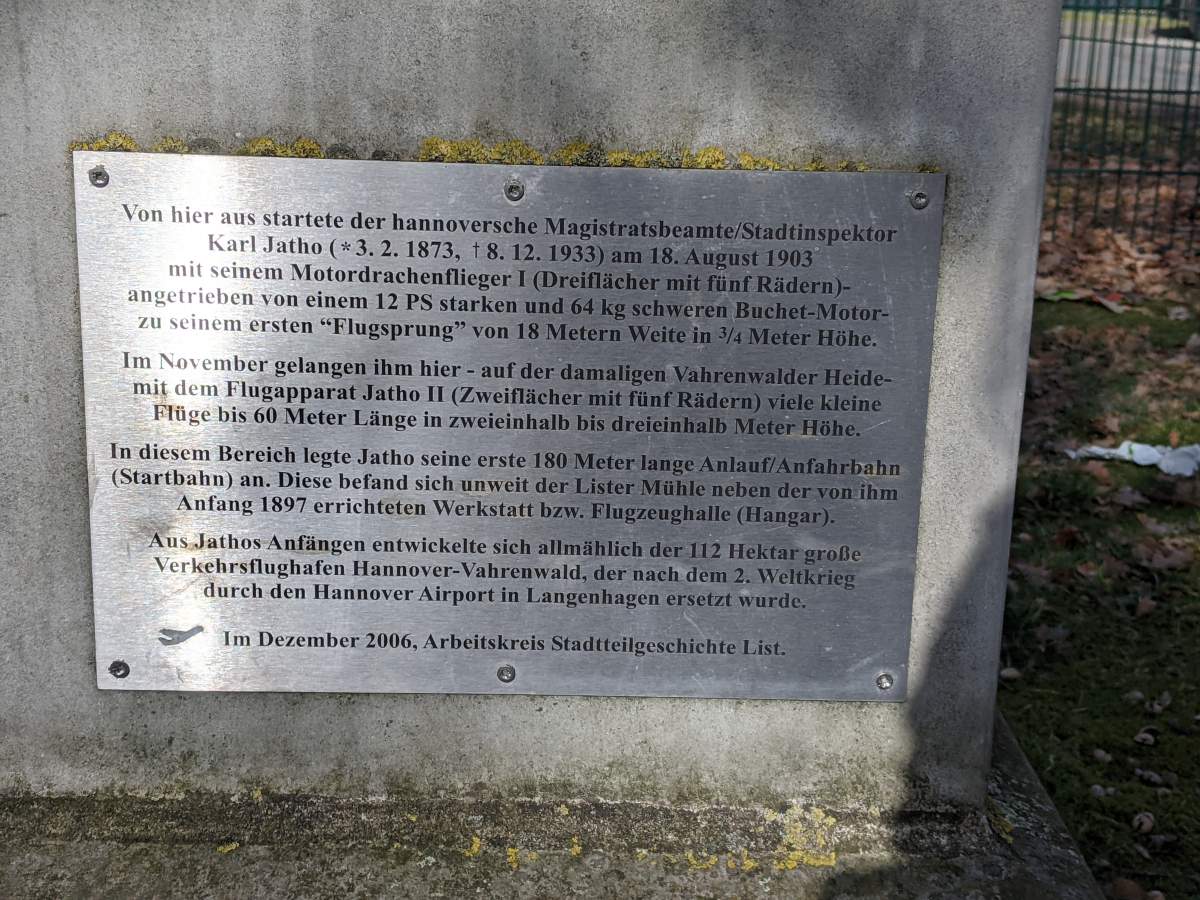 Von hier aus startete der hannoversche Magistratsbeamte/Stadtinspektor
Karl Jatho (* 3. 2. 1873, † 8. 12. 1933) am 18. August 1903
mit seinem Motordrachenflieger I (Dreiflächer mit fünf Rädern)-
angetrieben von einem 12 PS starken und 64 kg schweren Buchet-Motor-
zu seinem ersten “Flugsprung” von 18 Metern Weite in 3/4 Meter Höhe.
Im November gelangen ihm hier - auf der damaligen Vahrenwalder Heide-
mit dem Flugapparat Jatho II (Zweiflächer mit fünf Rädern) viele kleine
Flüge bis 60 Meter Länge in zweieinhalb bis dreieinhalb Meter Höhe.
In diesem Bereich legte Jatho seine erste 180 Meter lange Anlauf/Anfahrbahn
(Startbahn) an. Diese befand sich unweit der Lister Mühle neben der von ihm
Anfang 1897 errichteten Werkstatt bzw. Flugzeughalle (Hangar).
Aus Jathos Anfängen entwickelte sich allmählich der 112 Hektar große
Verkehrsflughafen Hannover-Vahrenwald, der nach dem 2. Weltkrieg
durch den Hannover Airport in Langenhagen ersetzt wurde.
Im Dezember 2006, Arbeitskreis Stadtteilgeschichte List.